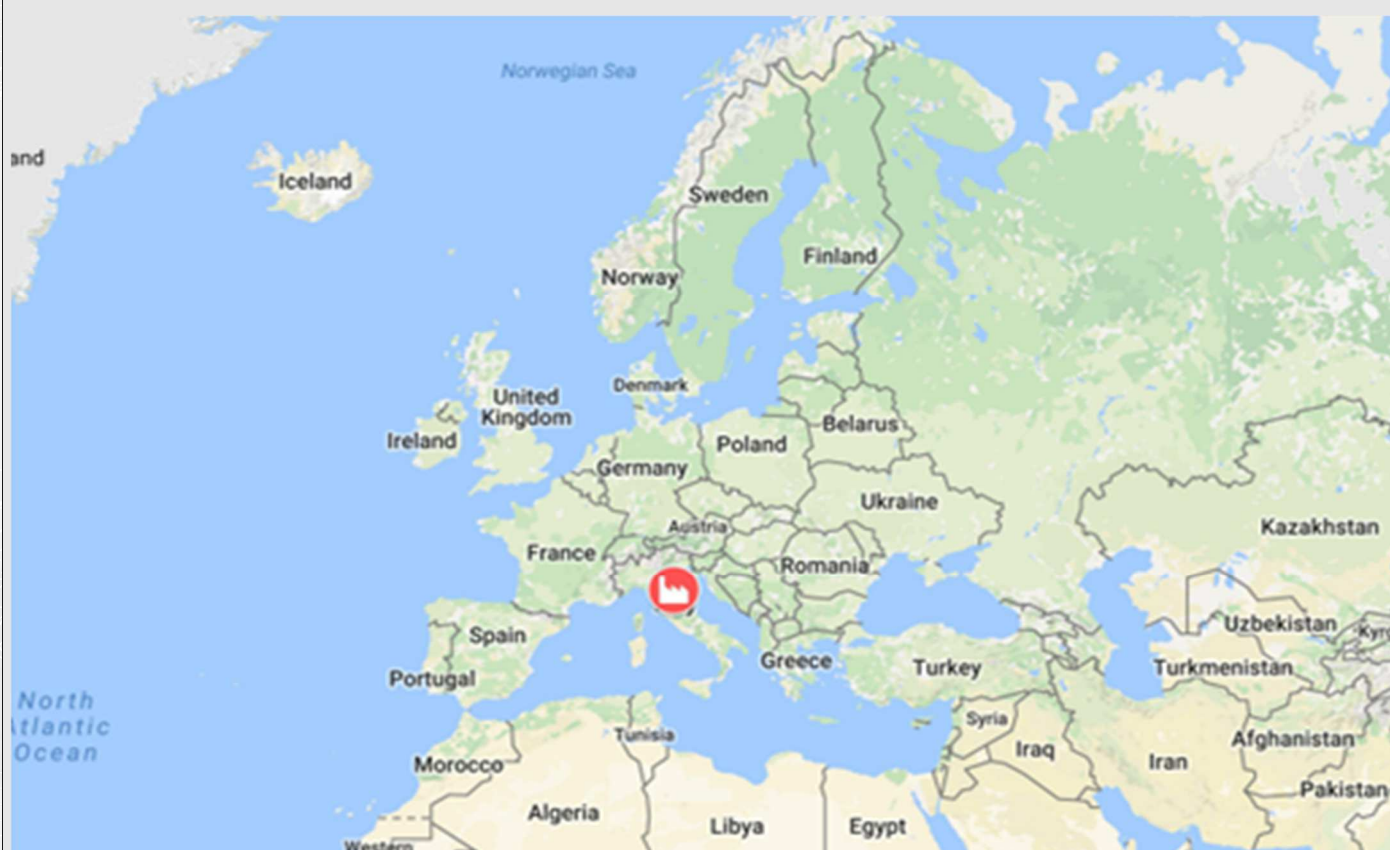 Norwegian Sea
and
Iceland
Sweden
Finland
Norway
Denmark
United
Kingdom
Ireland
Belarus
Poland
Germany
Ukraine
Austria
Kazakhstan
France
Romania
Uzbekistan
Kyr
Spain
Greece
Turkey
Turkmenistan
Portugal
North
Atlantic
Ocean
Syria
Tunisia
Afghanistan
Iraq
Morocco
Iran
Pakistan
Algeria
Libya
Egypt
Western